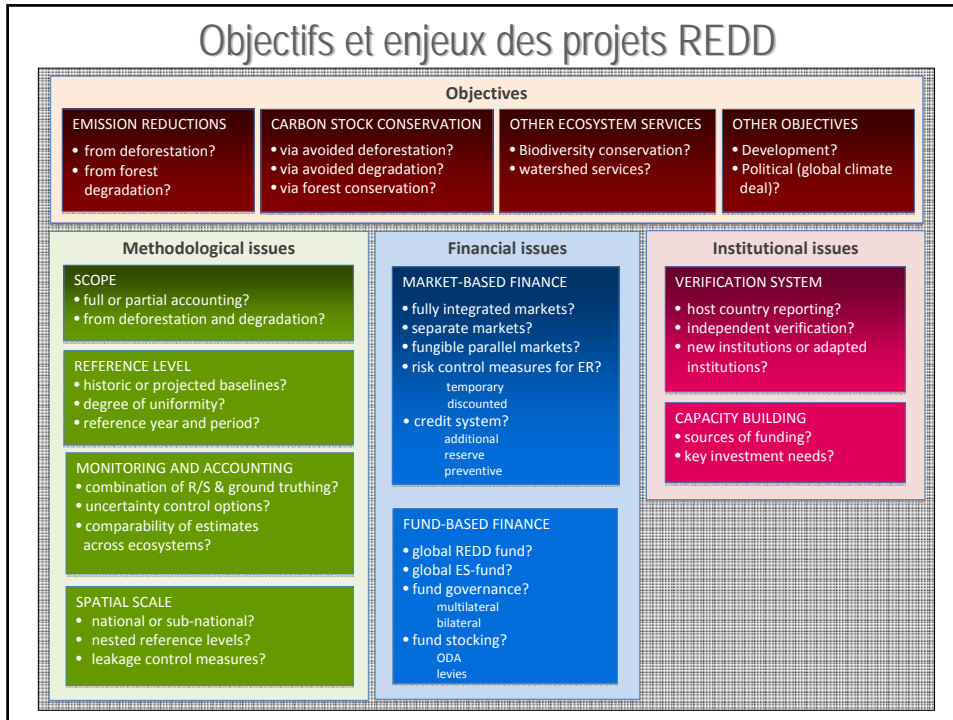 Objectifs et enjeux des projets REDD
Objectives
EMISSION REDUCTIONS
• from deforestation?
• from forest
degradation?
CARBON STOCK CONSERVATION
• via avoided deforestation?
• via avoided degradation?
• via forest conservation?
OTHER ECOSYSTEM SERVICES
• Biodiversity conservation?
• watershed services?
OTHER OBJECTIVES
• Development?
• Political (global climate
deal)?
Methodological issues
SCOPE
• full or partial accounting?
• from deforestation and degradation?
REFERENCE LEVEL
• historic or projected baselines?
• degree of uniformity?
• reference year and period?
MONITORING AND ACCOUNTING
• combination of R/S & ground truthing?
• uncertainty control options?
• comparability of estimates
across ecosystems?
SPATIAL SCALE
• national or sub-national?
• nested reference levels?
• leakage control measures?
Financial issues
MARKET-BASED FINANCE
• fully integrated markets?
• separate markets?
• fungible parallel markets?
• risk control measures for ER?
temporary
discounted
• credit system?
additional
reserve
preventive
FUND-BASED FINANCE
• global REDD fund?
• global ES-fund?
• fund governance?
multilateral
bilateral
• fund stocking?
ODA
levies
Institutional issues
VERIFICATION SYSTEM
• host country reporting?
• independent verification?
• new institutions or adapted
institutions?
CAPACITY BUILDING
• sources of funding?
• key investment needs?